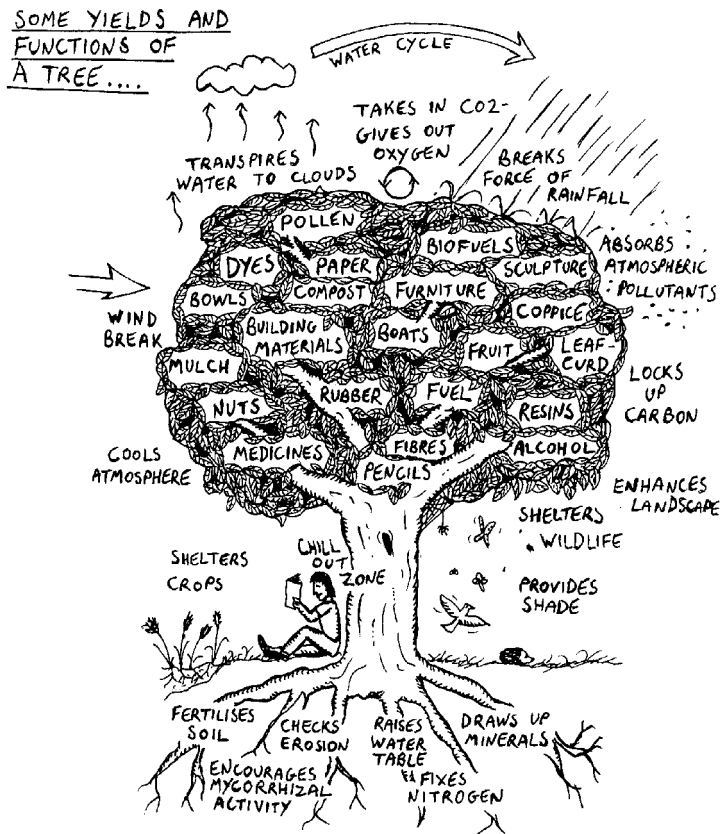 SOME YIELDS AND
FUNCTIONS OF
A TREE....
WATER CYCLE
TAKES IN CO2-
GIVES OUT
OXYGEN
TRANSPIRES
WATER TO CLOUDS
BREAKS
FORCE OF
RAINFALL
ABSORBS
ATMOSPHERIC
POLLUTANTS
WIND
BREAK
POLLEN
BIOFUELS
DYES
PAPER
SCULPTURE
BOWLS
COMPOST
FURNITURE
COPPICE
BUILDING
MATERIALS
BOATS
FRUIT
LEAF-
CURD
MULCH
RUBBER
FUEL
NUTS
RESINS
MEDICINES
FIBRES
ALCOHOL
PENCILS
LOCKS
UP
CARBON
COOLS
ATMOSPHERE
ENHANCES
LANDSCAPE
SHELTERS
WILDLIFE
SHELTERS
CROPS
CHILL
OUT
ZONE
PROVIDES
SHADE
FERTILISES
SOIL
CHECKS
EROSION
RAISES
WATER
TABLE
DRAWS UP
MINERALS
ENCOURAGES
MYCORRHIZAL
ACTIVITY
FIXES
NITROGEN